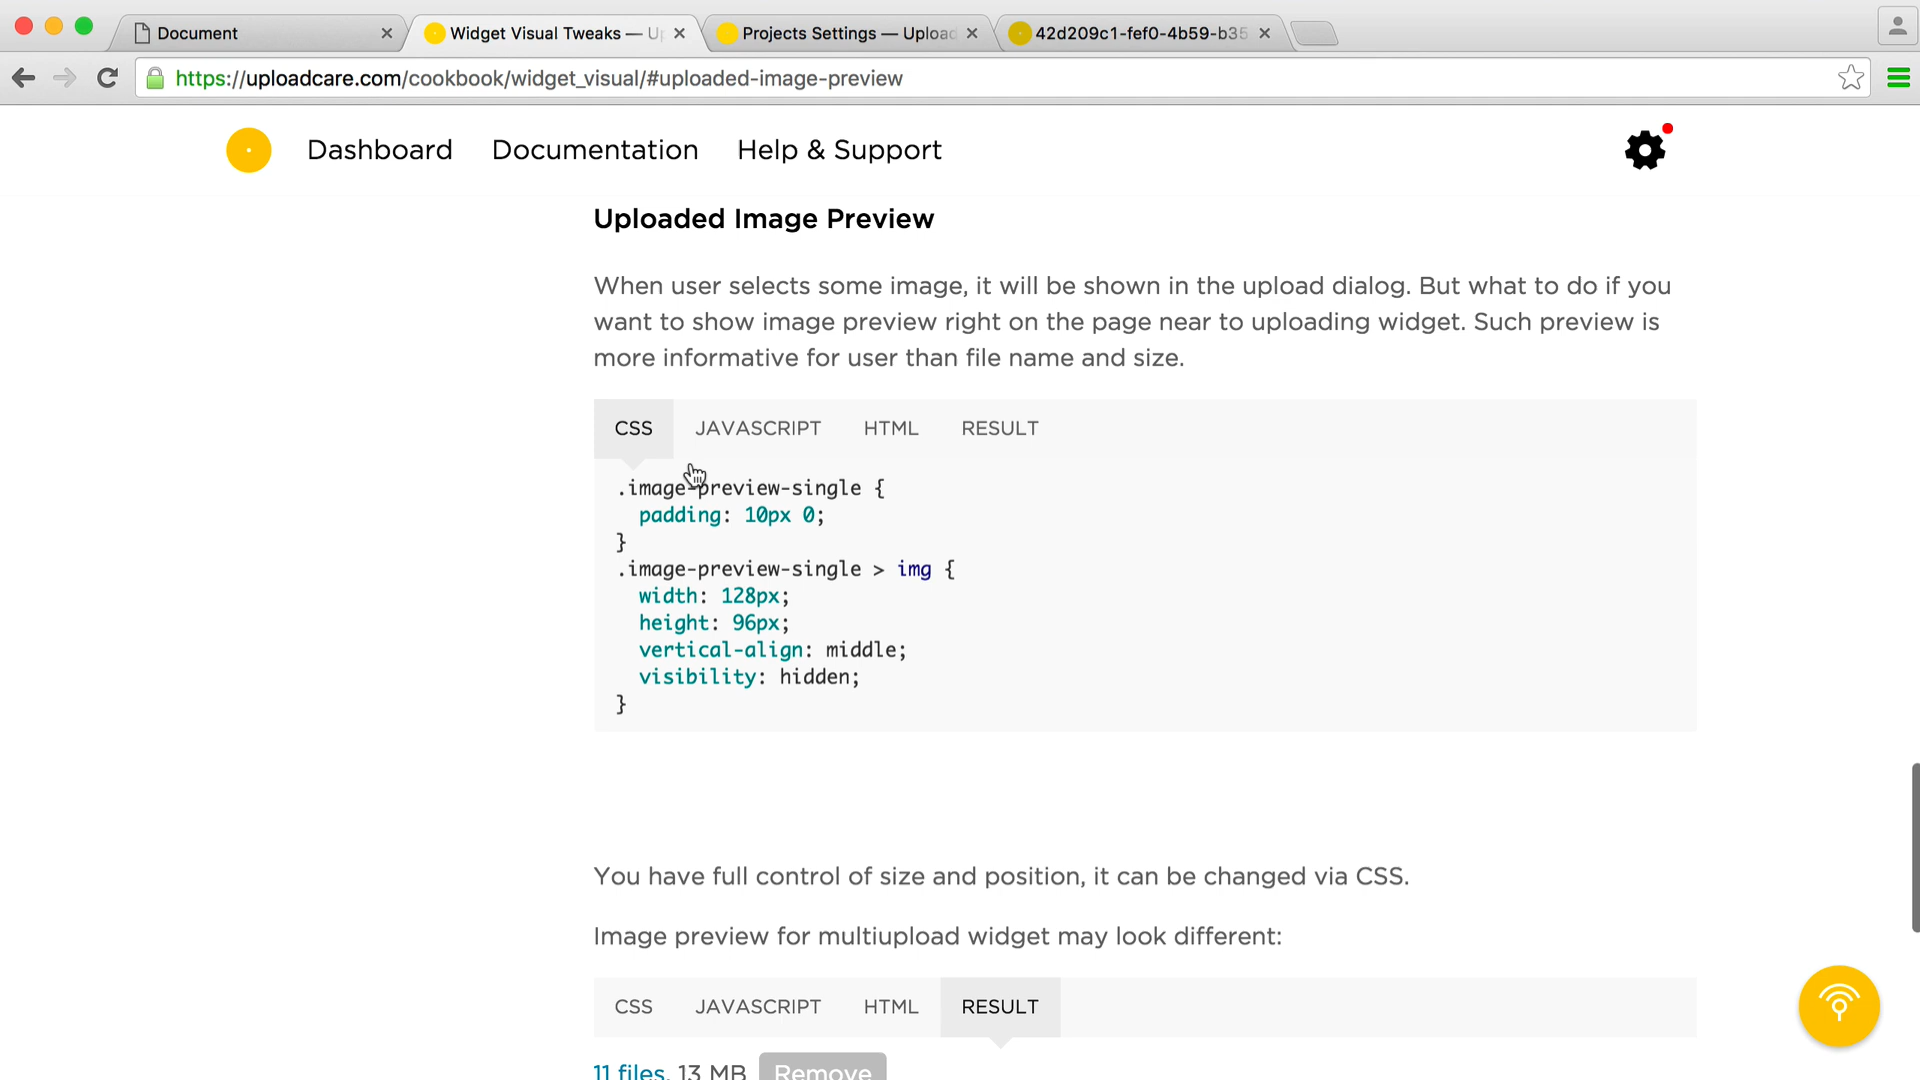 Document
Widget Visual Tweaks — Up
Projects Settings — Upload
42d209c1-fef0-4b59-b35
https://uploadcare.com/cookbook/widget_visual/#uploaded-image-preview
Dashboard Documentation Help & Support
Uploaded Image Preview
When user selects some image, it will be shown in the upload dialog. But what to do if you
want to show image preview right on the page near to uploading widget. Such preview is
more informative for user than file name and size.
CSS JAVASCRIPT HTML RESULT
.image-preview-single {
padding: 10px 0;
}
.image-preview-single > img {
width: 128px;
height: 96px;
vertical-align: middle;
visibility: hidden;
}
You have full control of size and position, it can be changed via CSS.
Image preview for multiupload widget may look different:
CSS JAVASCRIPT HTML RESULT
11 files, 13 MB Remove